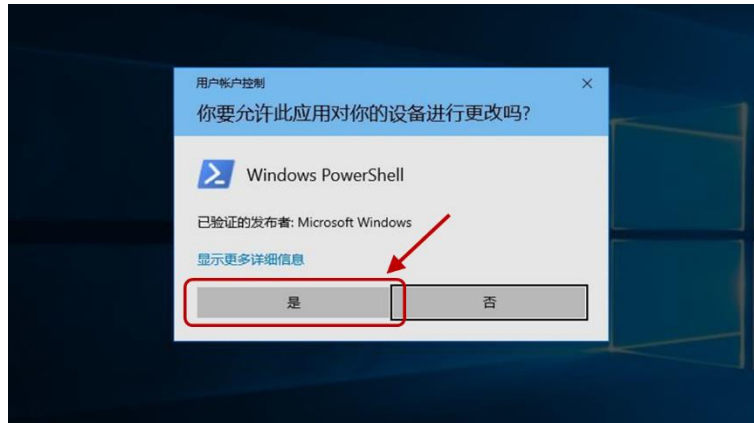 用户帐户控制
你要允许此应用对你的设备进行更改吗?
Windows PowerShell
已验证的发布者: Microsoft Windows
显示更多详细信息
是
否